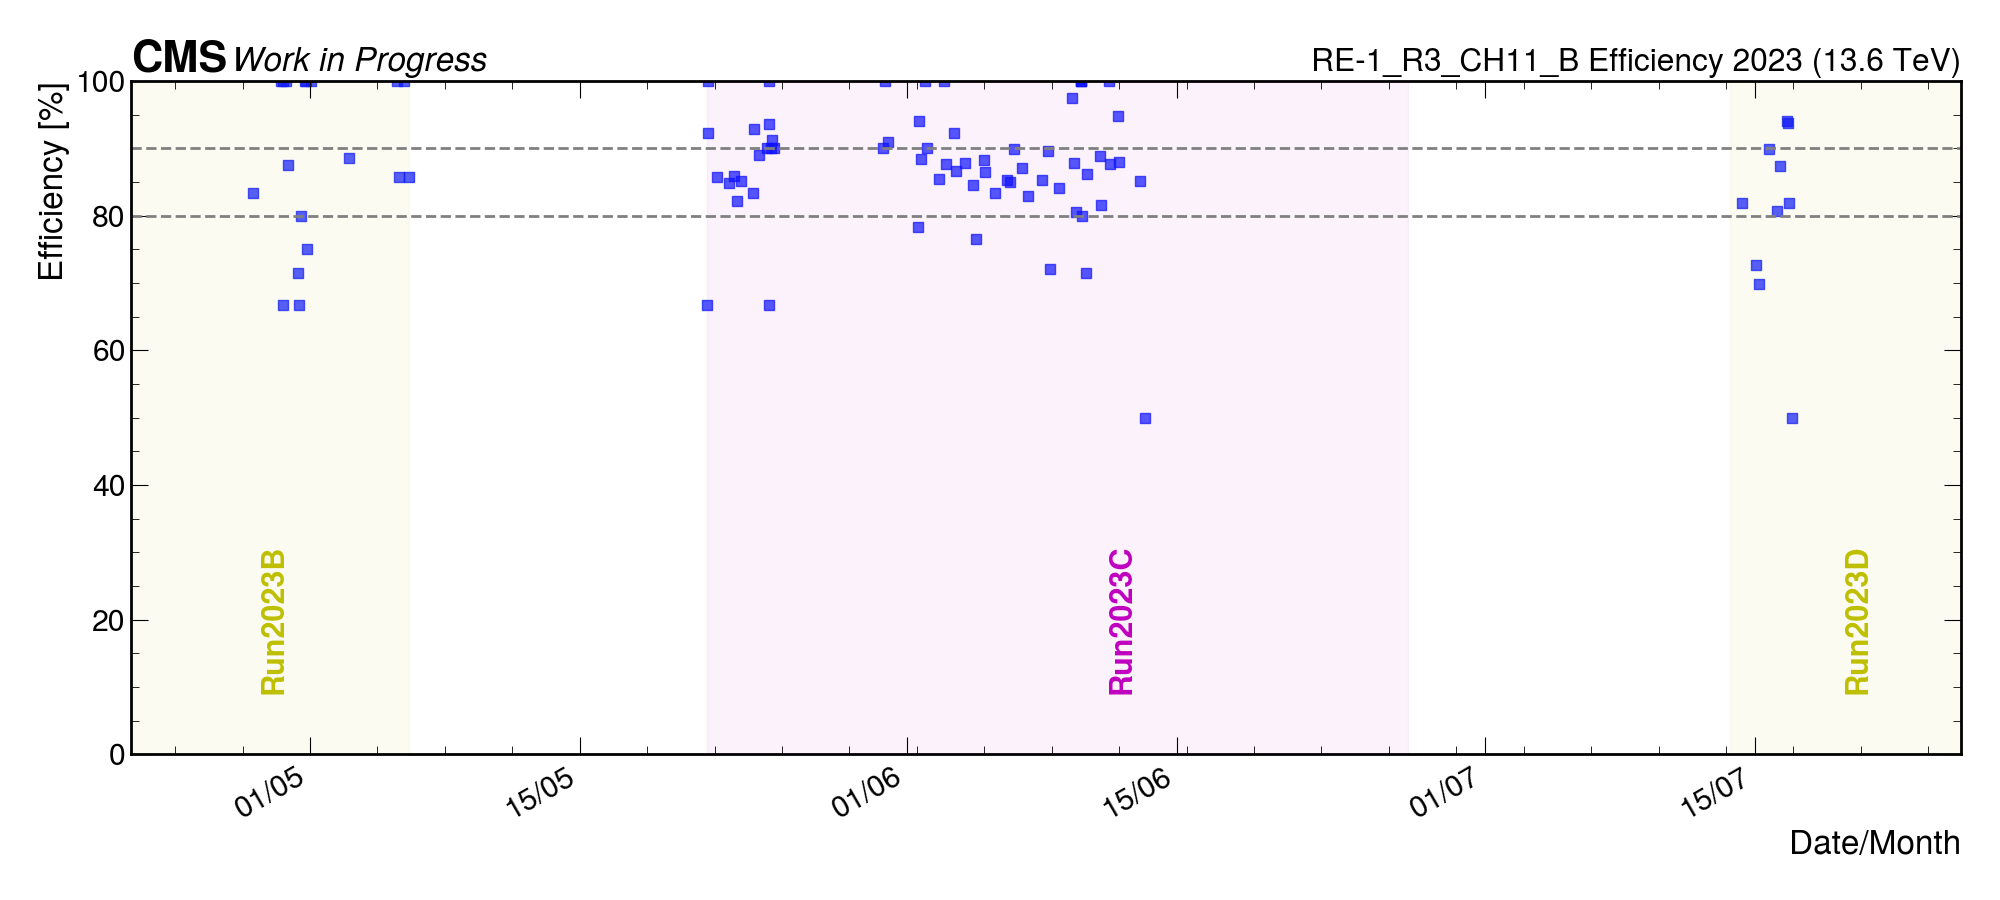 CMS Work in Progress
RE-1_R3_CH11_B Efficiency 2023 (13.6 TeV)
Efficiency [%]
100
80
60
40
20
0
Run2023B
Run2023C
Run2023D
01/05
15/05
01/06
15/06
01/07
15/07
Date/Month